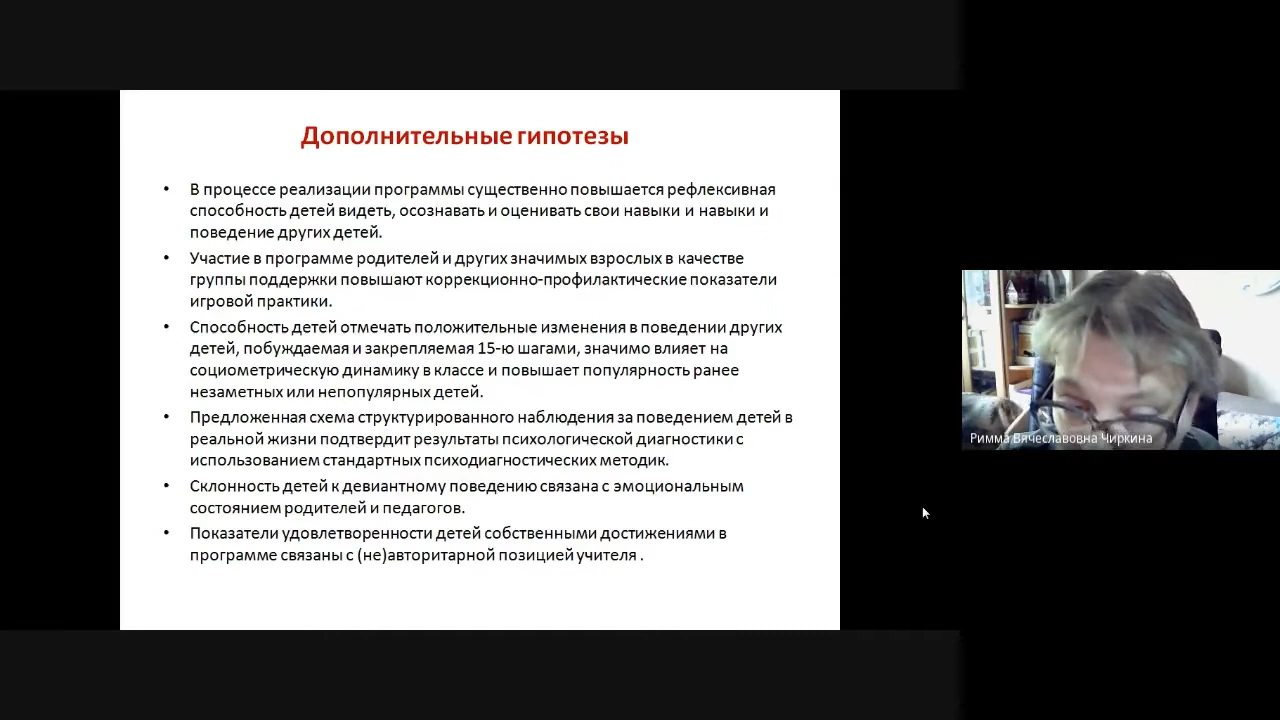 Дополнительные гипотезы
• В процессе реализации программы существенно повышается рефлексивная
способность детей видеть, осознавать и оценивать свои навыки и навыки и
поведение других детей.
• Участие в программе родителей и других значимых взрослых в качестве
группы поддержки повышают коррекционно-профилактические показатели
игровой практики.
• Способность детей отмечать положительные изменения в поведении других
детей, побуждаемая и закрепляемая 15-ю шагами, значимо влияет на
социометрическую динамику в классе и повышает популярность ранее
незаметных или непопулярных детей.
• Предложенная схема структурированного наблюдения за поведением детей в
реальной жизни подтвердит результаты психологической диагностики с
использованием стандартных психодиагностических методик.
• Склонность детей к девиантному поведению связана с эмоциональным
состоянием родителей и педагогов.
• Показатели удовлетворенности детей собственными достижениями в
программе связаны с (не)авторитарной позицией учителя .
Римма Вячеславовна Чиркина